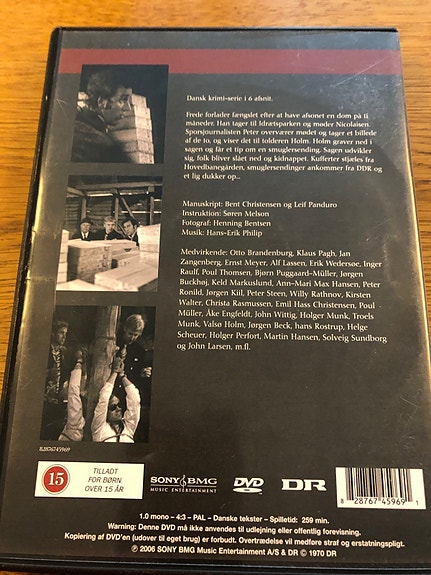 Dansk krimi-serie i 6 afsnit.
Frede forlader fængslet efter at have afsonet en dom på 11
måneder. Han tager til Idrætsparken og møder Nicolaisen.
Sporsjournalisten Peter overværer mødet og tager et billede
af de to, og viser det til tolderen Holm. Holm graver ned i
sagen og får et tip om en smuglersending. Sagen udvikler
sig, folk bliver slået ned og kidnappet. Kufferter stjæles fra
Hovedbanegården, smuglersendinger ankommer fra DDR og
et lig dukker op..
Manuskript: Bent Christensen og Leif Panduro
Instruktion: Søren Melson
Fotograf: Henning Bentsen
Musik: Hans-Erik Philip
Medvirkende: Otto Brandenburg, Klaus Pagh, Jan
Zangenberg, Ernst Meyer, Alf Lassen, Erik Wedersøe, Inger
Rauf, Poul Thomsen, Bjørn Puggaard-Müller, Jørgen
Buckhøj, Keld Markuslund, Ann-Mari Max Hansen, Peter
Ronild, Jørgen Kiil, Peter Steen, Willy Rathnov, Kirsten
Walter, Christa Rasmussen, Emil Hass Christensen, Poul
Müller, Åke Engfeldt, John Wittig, Holger Munk, Troels
Munk, Valsø Holm, Jørgen Beck, hans Rostrup, Helge
Scheuer, Holger Perfort, Martin Hansen, Solveig Sundborg
og John Larsen, m.fl.
82876745969
15
TILLADT
FOR BØRN
OVER 15 ÅR
SONY BMG
MUSIC ENTERTAINMENT
DVD
VIDEO
DR
8 28767 45969 1
1.0 mono – 4:3 – PAL – Danske tekster – Spilletid: 259 min.
Warning: Denne DVD må ikke anvendes til udlejning eller offentlig forevisning.
Kopiering af DVD'en (udover til eget brug) er forbudt. Overtrædelse vil medføre straf og erstatningspligt.
℗ 2006 SONY BMG Music Entertainment A/S & DR © 1970 DR